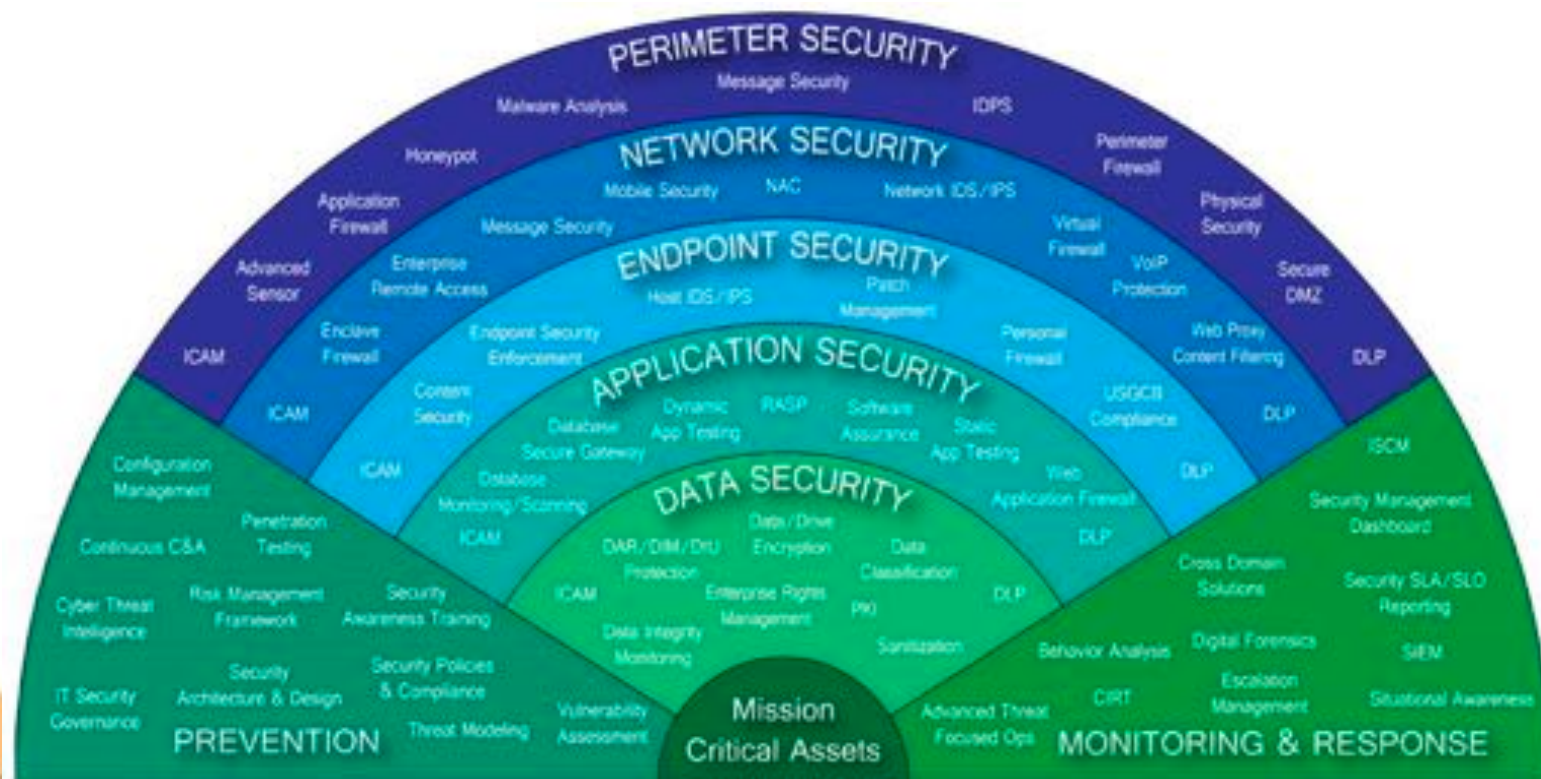 PERIMETER SECURITY
Message Security
Malware Analysis
IDPS
Honeypot
Perimeter
Firewall
Application
Firewall
Physical
Security
Advanced
Sensor
Secure
DMZ
ICAM
DLP
NETWORK SECURITY
Mobile Security
NAC
Network IDS/IPS
Message Security
Virtual
Firewall
Enterprise
Remote Access
VoIP
Protection
Enclave
Firewall
Web Proxy
Content Filtering
ICAM
DLP
ENDPOINT SECURITY
Host IDS/IPS
Patch
Management
Endpoint Security
Enforcement
Personal
Firewall
Content
Security
USGCB
Compliance
ICAM
DLP
APPLICATION SECURITY
Dynamic
App Testing
RASP
Software
Assurance
Database
Secure Gateway
Static
App Testing
Database
Monitoring/Scanning
Web
Application Firewall
ICAM
DLP
DATA SECURITY
Data/Drive
Encryption
DAR/DIM/DIU
Protection
Data
Classification
ICAM
Enterprise Rights
Management
PKI
DLP
Data Integrity
Monitoring
Sanitization
Mission
Critical Assets
Configuration
Management
Penetration
Testing
Continuous C&A
Cyber Threat
Intelligence
Risk Management
Framework
Security
Awareness Training
IT Security
Governance
Security
Architecture & Design
Security Policies
& Compliance
Threat Modeling
Vulnerability
Assessment
PREVENTION
ISCM
Security Management
Dashboard
Cross Domain
Solutions
Security SLA/SLO
Reporting
Behavior Analysis
Digital Forensics
SIEM
CIRT
Escalation
Management
Situational Awareness
Advanced Threat
Focused Ops
MONITORING & RESPONSE